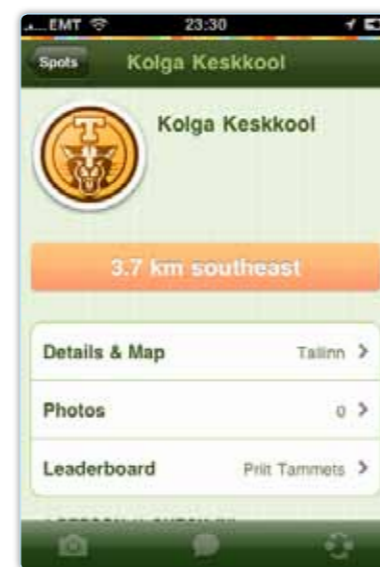 EMT 23:30
Spots Kolga Keskkool
T
Kolga Keskkool
3.7 km southeast
Details & Map Tallinn
Photos 0
Leaderboard Priit Tammets